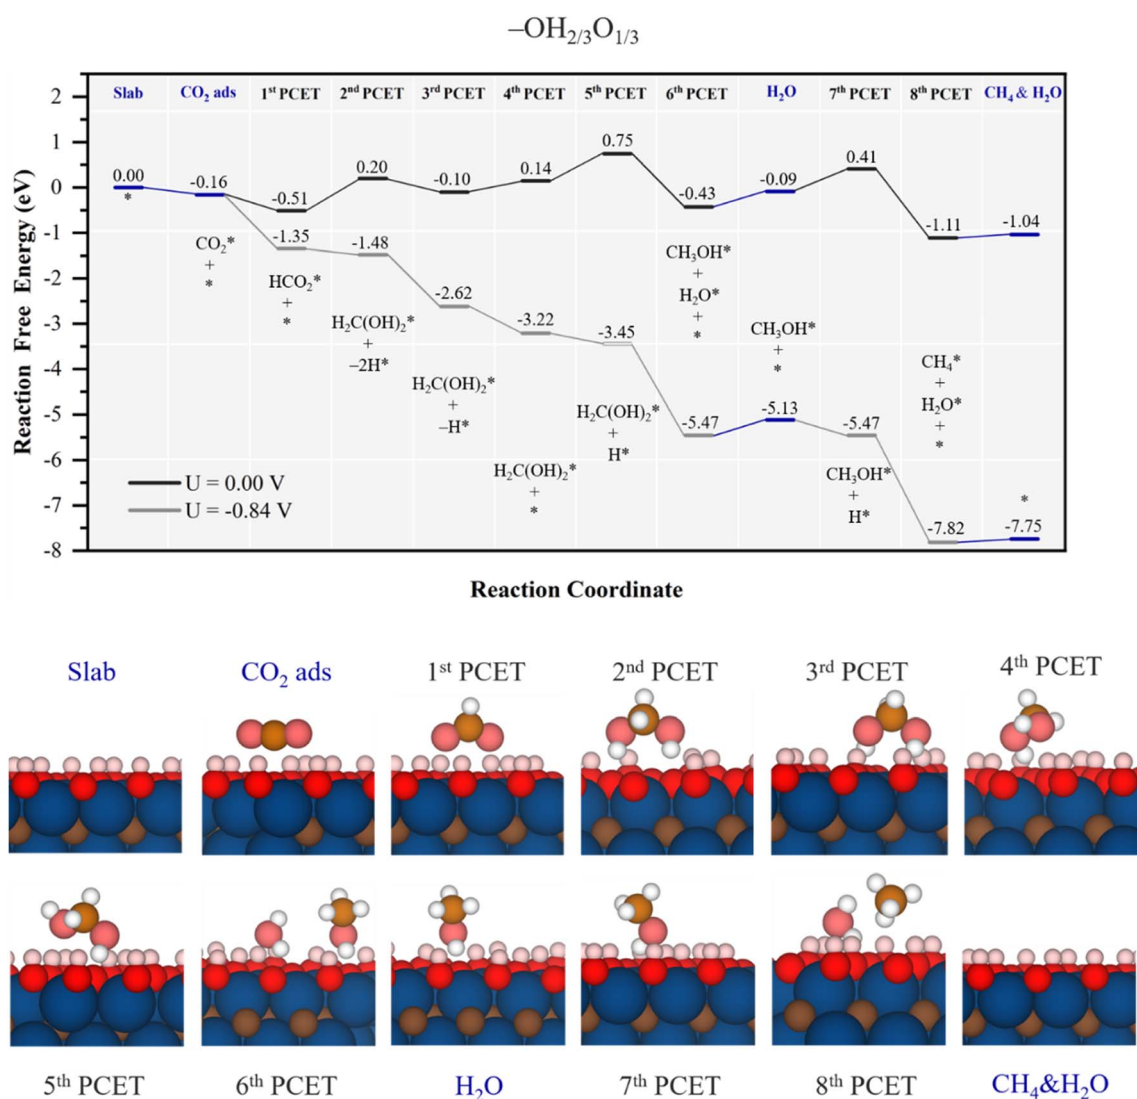 –OH2/3O1/3
Slab CO2 ads 1st PCET 2nd PCET 3rd PCET 4th PCET 5th PCET 6th PCET H2O 7th PCET 8th PCET CH4 & H2O
Reaction Free Energy (eV)
2
1
0
-1
-2
-3
-4
-5
-6
-7
-8
0.00 -0.16 -0.51 0.20 -0.10 0.14 0.75 -0.43 -0.09 0.41 -1.11 -1.04
-1.35 -1.48 -2.62 -3.22 -3.45 -5.47 -5.13 -5.47 -7.82 -7.75
*
CO2*
+
*
HCO2*
+
*
H2C(OH)2*
+
–2H*
H2C(OH)2*
+
–H*
H2C(OH)2*
+
*
H2C(OH)2*
+
H*
CH3OH*
+
H2O*
+
*
CH3OH*
+
*
CH3OH*
+
H*
CH4*
+
H2O*
+
*
*
U = 0.00 V
U = -0.84 V
Reaction Coordinate
Slab CO2 ads 1st PCET 2nd PCET 3rd PCET 4th PCET
5th PCET 6th PCET H2O 7th PCET 8th PCET CH4&H2O